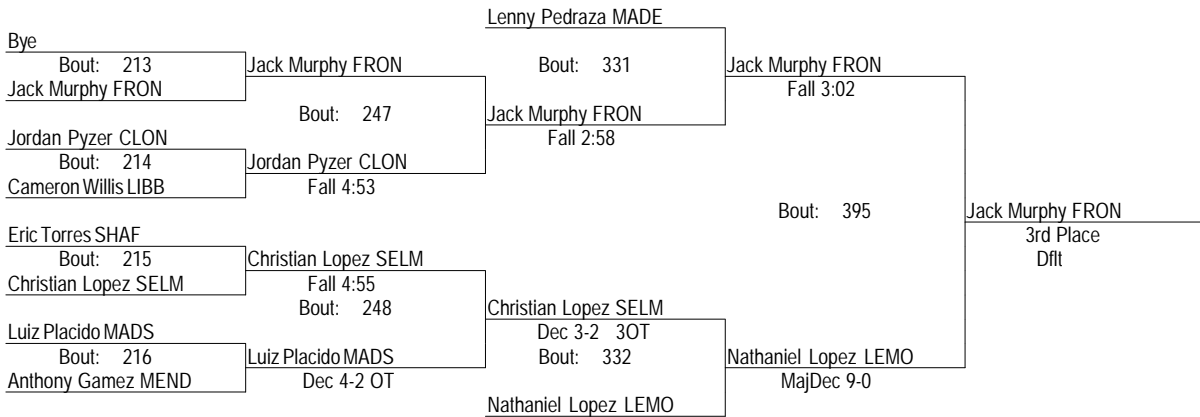 Lenny Pedraza MADE
Bye
Bout: 213
Jack Murphy FRON
Bout: 331
Jack Murphy FRON
Jack Murphy FRON
Fall 3:02
Bout: 247
Jack Murphy FRON
Fall 2:58
Jordan Pyzer CLON
Bout: 214
Jordan Pyzer CLON
Cameron Willis LIBB
Fall 4:53
Bout: 395
Jack Murphy FRON
3rd Place
Dflt
Eric Torres SHAF
Bout: 215
Christian Lopez SELM
Christian Lopez SELM
Fall 4:55
Bout: 248
Christian Lopez SELM
Dec 3-2 3OT
Luiz Placido MADS
Bout: 216
Luiz Placido MADS
Bout: 332
Nathaniel Lopez LEMO
Anthony Gamez MEND
Dec 4-2 OT
MajDec 9-0
Nathaniel Lopez LEMO